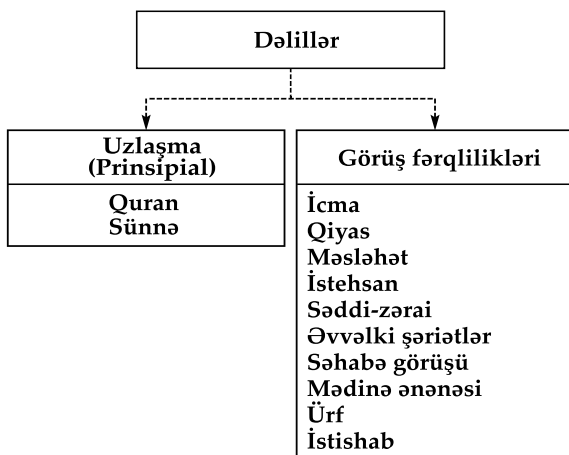 Dəlillər
Uzlaşma
(Prinsipial)
Quran
Sünnə
Görüş fərqlilikləri
İcma
Qiyas
Məsləhət
İstehsan
Səddi-zərai
Əvvəlki şəriətlər
Səhabə görüşü
Mədinə ənənəsi
Ürf
İstishab